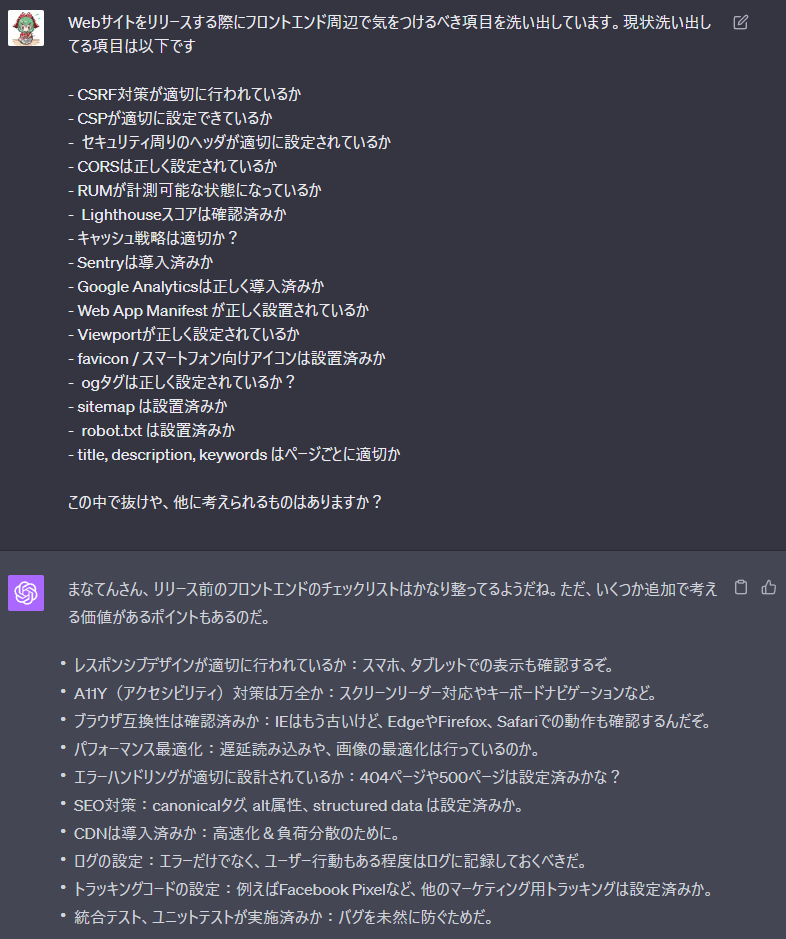 Webサイトをリリースする際にフロントエンド周辺で気をつけるべき項目を洗い出しています。現状洗い出し
てる項目は以下です
- CSRF対策が適切に行われているか
- CSPが適切に設定できているか
- セキュリティ周りのヘッダが適切に設定されているか
- CORSは正しく設定されているか
- RUMが計測可能な状態になっているか
- Lighthouseスコアは確認済みか
- キャッシュ戦略は適切か？
- Sentryは導入済みか
- Google Analyticsは正しく導入済みか
- Web App Manifest が正しく設置されているか
- Viewportが正しく設定されているか
- favicon / スマートフォン向けアイコンは設置済みか
- ogタグは正しく設定されているか？
- sitemap は設置済みか
- robot.txt は設置済みか
- title, description, keywords はページごとに適切か
この中で抜けや、他に考えられるものはありますか？
まなてんさん、リリース前のフロントエンドのチェックリストはかなり整ってるようだね。ただ、いくつか追加で考え
る価値があるポイントもあるのだ。
• レスポンシブデザインが適切に行われているか：スマホ、タブレットでの表示も確認するぞ。
• A11Y（アクセシビリティ）対策は万全か：スクリーンリーダー対応やキーボードナビゲーションなど。
• ブラウザ互換性は確認済みか：IEはもう古いけど、EdgeやFirefox、Safariでの動作も確認するんだぞ。
• パフォーマンス最適化：遅延読み込みや、画像の最適化は行っているのか。
• エラーハンドリングが適切に設計されているか：404ページや500ページは設定済みかな？
• SEO対策：canonicalタグ、alt属性、structured data は設定済みか。
• CDNは導入済みか：高速化＆負荷分散のために。
• ログの設定：エラーだけでなく、ユーザー行動もある程度はログに記録しておくべきだ。
• トラッキングコードの設定：例えばFacebook Pixelなど、他のマーケティング用トラッキングは設定済みか。
• 統合テスト、ユニットテストが実施済みか：バグを未然に防ぐためだ。